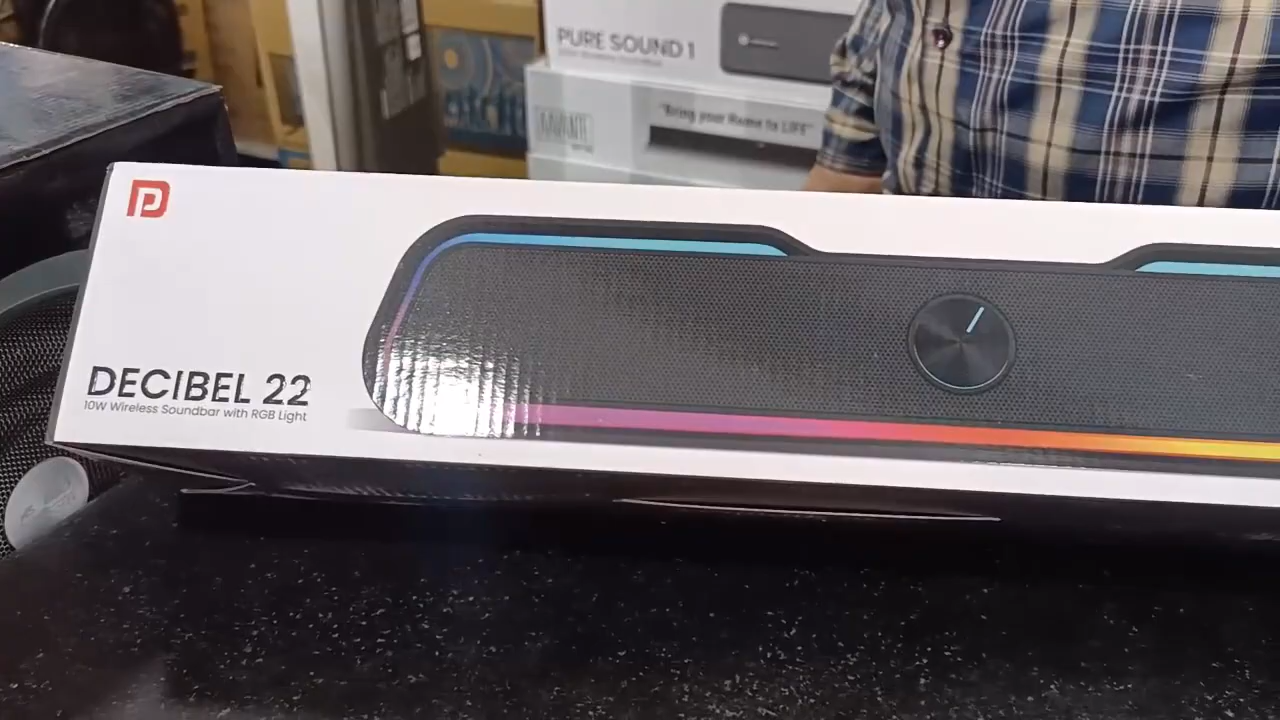 PURE SOUND 1
"Bring your Home to LIFE"
DECIBEL 22
10W Wireless Soundbar with RGB Light